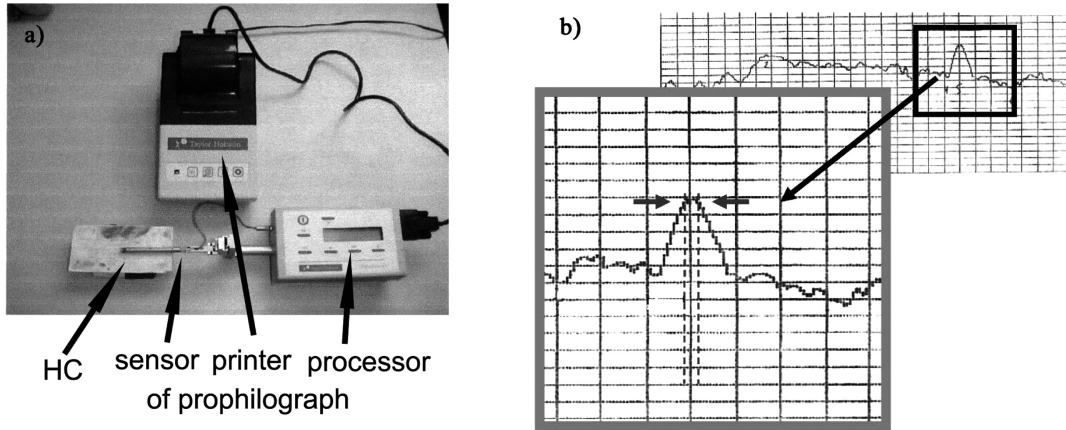 a)
Taylor Hobson
HC
sensor printer processor
of prophilograph
b)